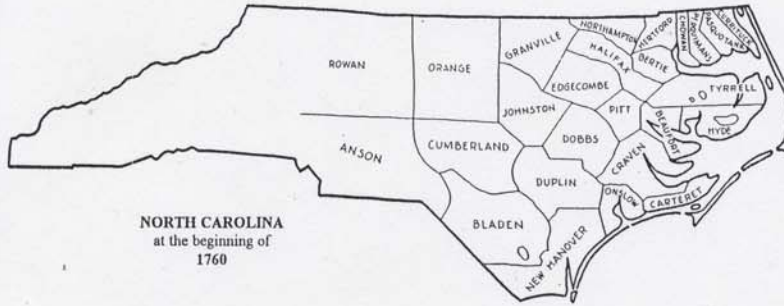 NORTHAMPTON
HERTFORD
CHOWAN
PERQUIMANS
PASQUOTANK
CURRITUCK
GRANVILLE
HALIFAX
BERTIE
ROWAN
ORANGE
EDGECOMBE
TYRRELL
JOHNSTON
PITT
BEAUFORT
HYDE
ANSON
CUMBERLAND
DOBBS
CRAVEN
DUPLIN
ONSLOW
CARTERET
BLADEN
NEW HANOVER
NORTH CAROLINA
at the beginning of
1760